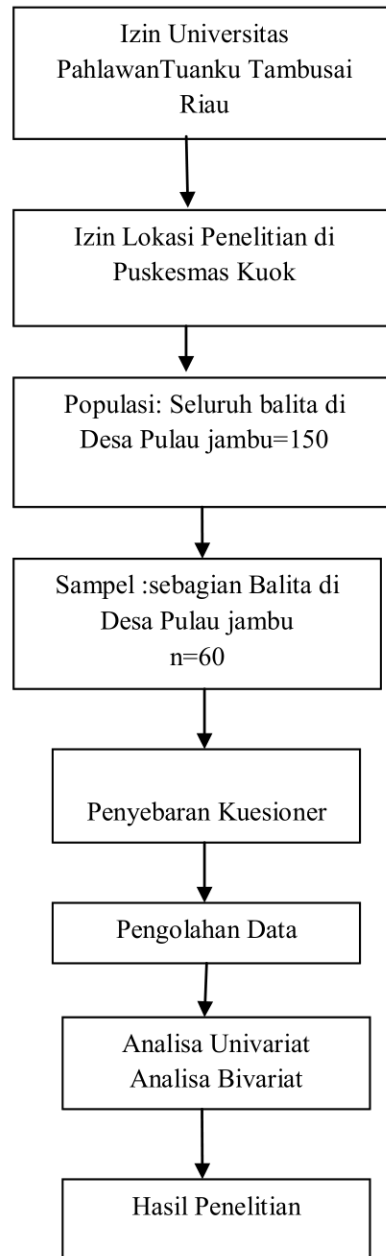 Izin Universitas
PahlawanTuanku Tambusai
Riau
Izin Lokasi Penelitian di
Puskesmas Kuok
Populasi: Seluruh balita di
Desa Pulau jambu=150
Sampel :sebagian Balita di
Desa Pulau jambu
n=60
Penyebaran Kuesioner
Pengolahan Data
Analisa Univariat
Analisa Bivariat
Hasil Penelitian